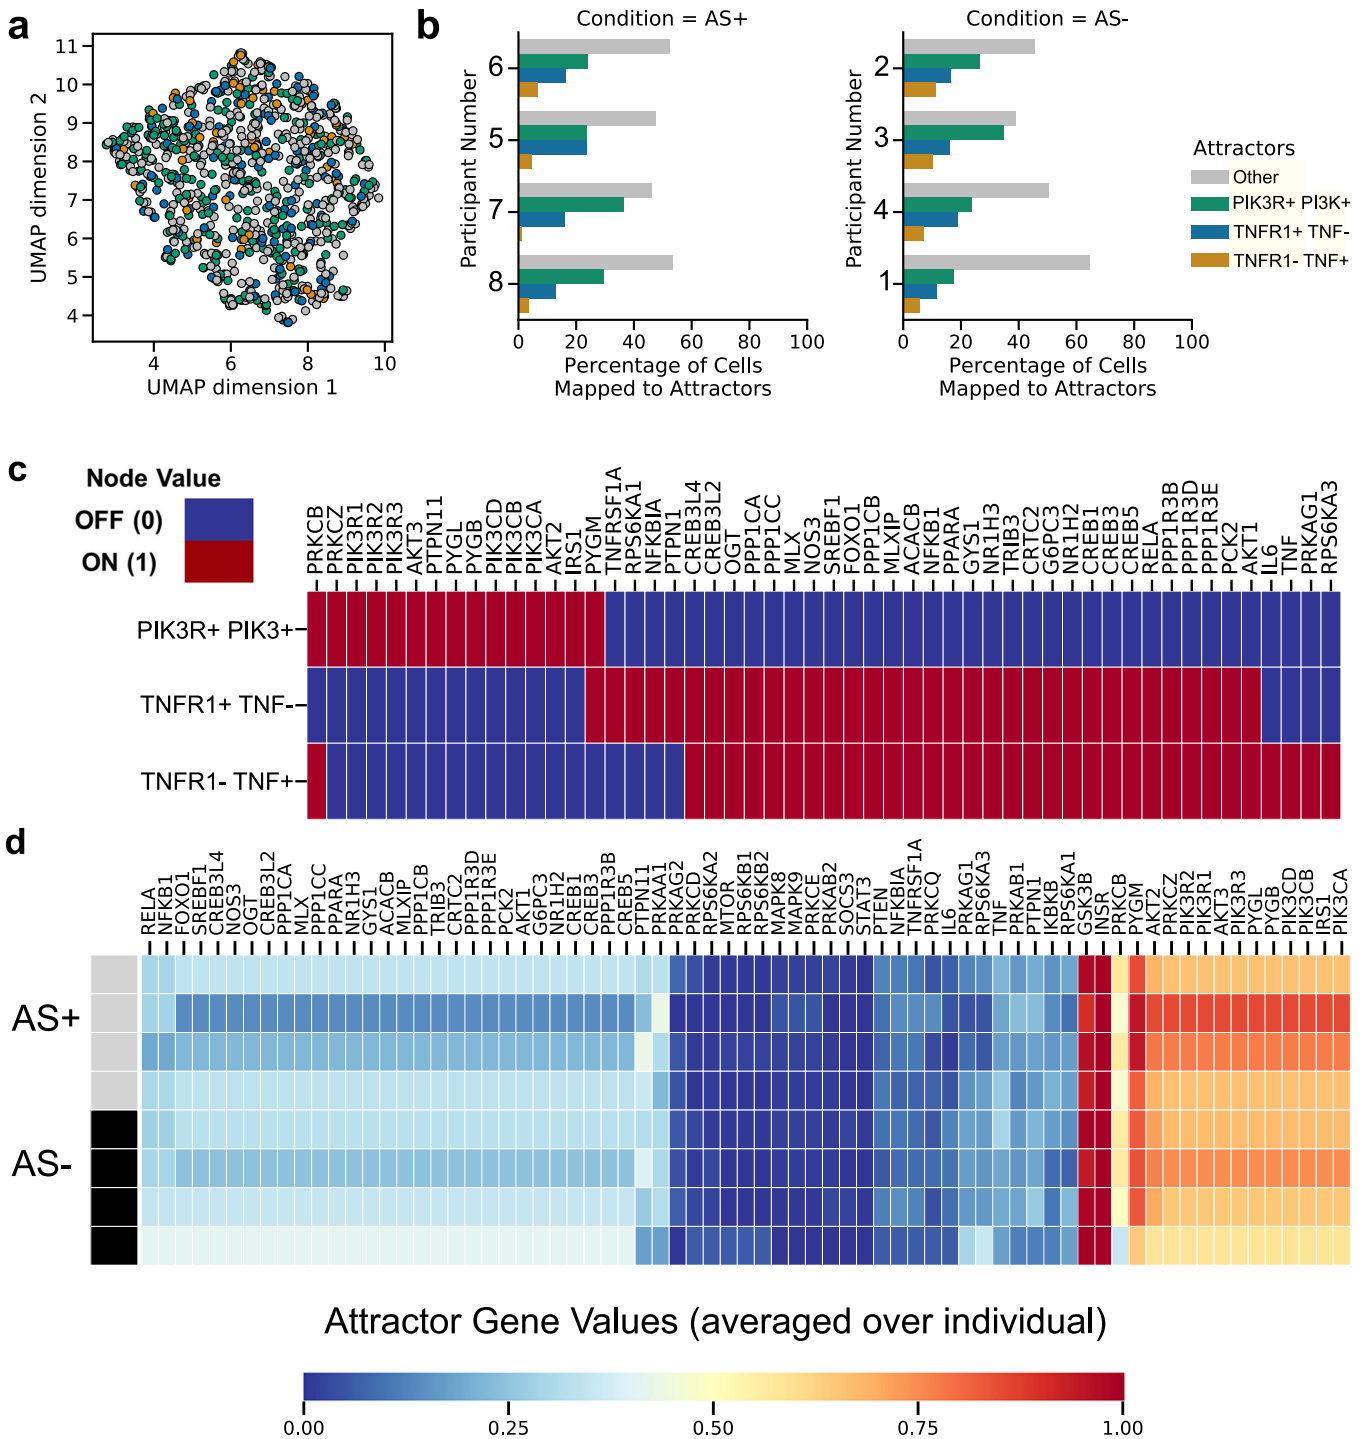 a
UMAP dimension 2
11
10
9
8
7
6
5
4
4
6
8
10
UMAP dimension 1
b
Condition = AS+
Participant Number
6
5
7
8
0
20
40
60
80
100
Percentage of Cells
Mapped to Attractors
Condition = AS-
Participant Number
2
3
4
1
0
20
40
60
80
100
Percentage of Cells
Mapped to Attractors
Attractors
Other
PIK3R+ PI3K+
TNFR1+ TNF-
TNFR1- TNF+
c
Node Value
OFF (0)
ON (1)
PRKCB
PRKCZ
PIK3R1
PIK3R2
PIK3R3
AKT3
PTPN11
PYGL
PYGB
PIK3CD
PIK3CB
PIK3CA
AKT2
IRS1
PYGM
TNFRSF1A
RPS6KA1
NFKBIA
PTPN1
CREB3L4
CREB3L2
OGT
PPP1CA
PPP1CC
MLX
NOS3
SREBF1
FOXO1
PPP1CB
MLXIP
ACACB
NFKB1
PPARA
GYS1
NR1H3
TRIB3
CRTC2
G6PC3
NR1H2
CREB1
CREB3
CREB5
RELA
PPP1R3B
PPP1R3D
PPP1R3E
PCK2
AKT1
IL6
TNF
PRKAG1
RPS6KA3
PIK3R+ PIK3+
TNFR1+ TNF-
TNFR1- TNF+
d
RELA
NFKB1
FOXO1
SREBF1
CREB3L4
NOS3
OGT
CREB3L2
PPP1CA
MLX
PPP1CC
PPARA
NR1H3
GYS1
ACACB
MLXIP
PPP1CB
TRIB3
CRTC2
PPP1R3D
PPP1R3E
PCK2
AKT1
G6PC3
NR1H2
CREB1
CREB3
PPP1R3B
CREB5
PTPN11
PRKAA1
PRKAG2
PRKCD
RPS6KA2
MTOR
RPS6KB1
RPS6KB2
MAPK8
MAPK9
PRKCE
PRKAB2
SOCS3
STAT3
PTEN
NFKBIA
TNFRSF1A
PRKCQ
IL6
PRKAG1
RPS6KA3
TNF
PRKAB1
PTPN1
IKBKB
RPS6KA1
GSK3B
INSR
PRKCB
PYGM
AKT2
PRKCZ
PIK3R2
PIK3R1
AKT3
PIK3R3
PYGL
PYGB
PIK3CD
PIK3CB
IRS1
PIK3CA
AS+
AS-
Attractor Gene Values (averaged over individual)
0.00
0.25
0.50
0.75
1.00